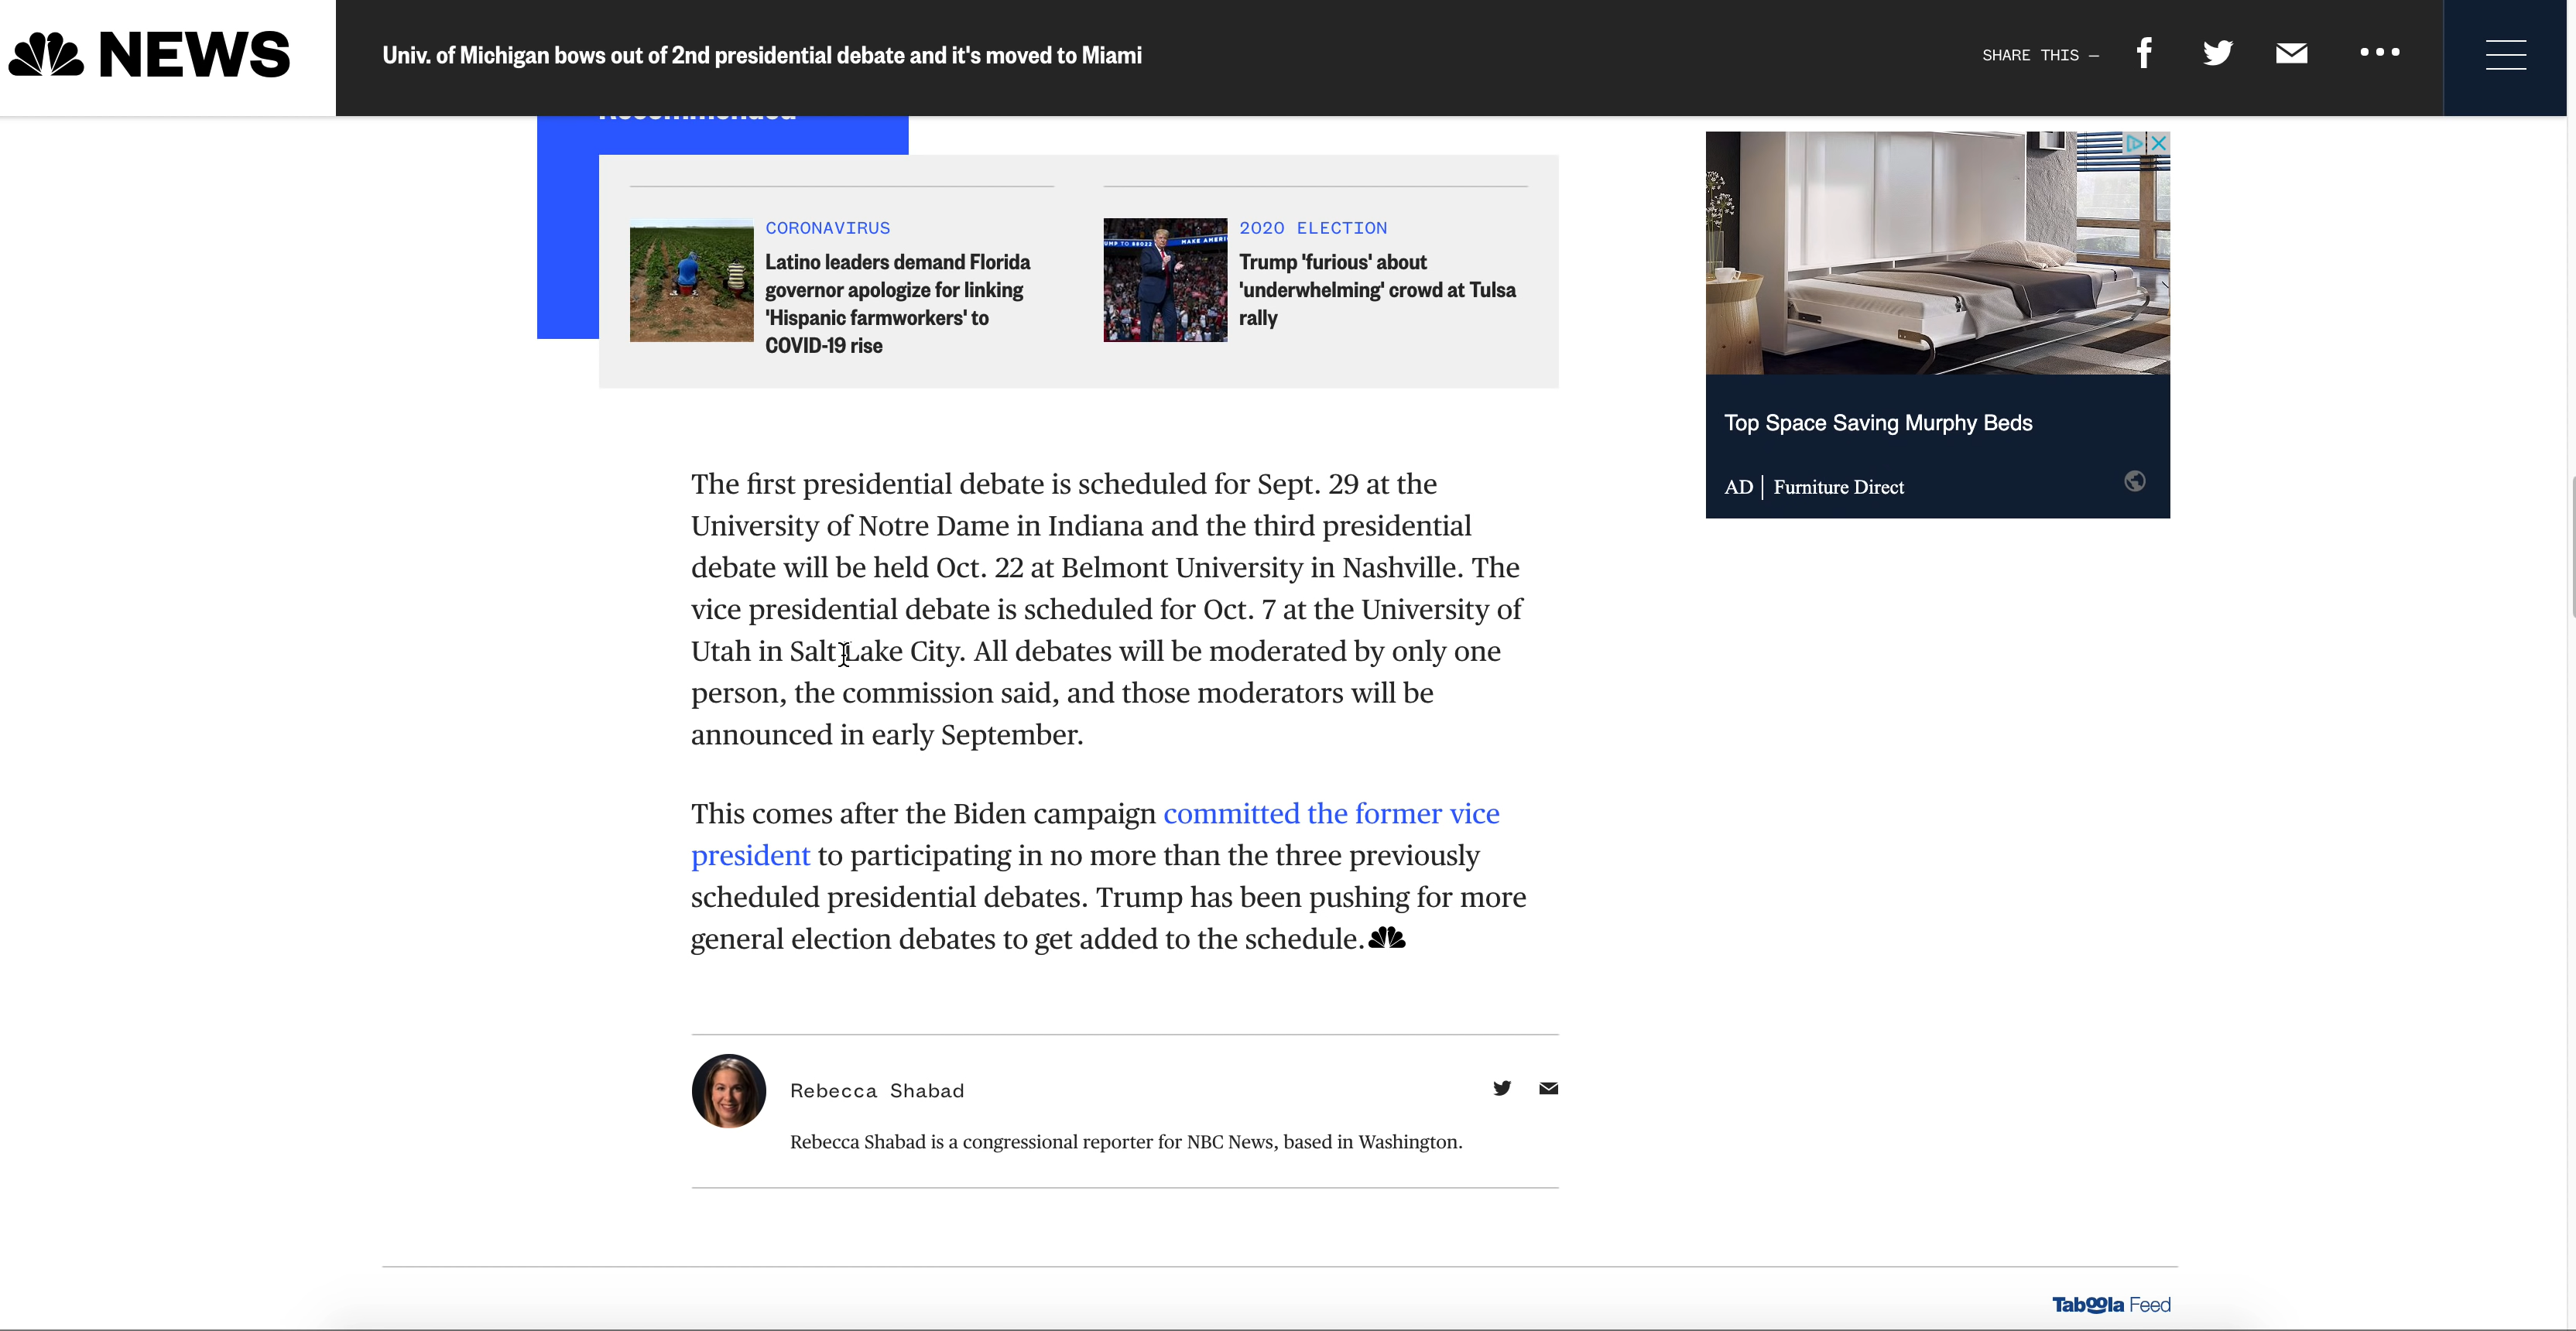 NEWS
Univ. of Michigan bows out of 2nd presidential debate and it's moved to Miami
SHARE THIS —
Recommended
CORONAVIRUS
Latino leaders demand Florida
governor apologize for linking
'Hispanic farmworkers' to
COVID-19 rise
2020 ELECTION
Trump 'furious' about
'underwhelming' crowd at Tulsa
rally
Top Space Saving Murphy Beds
AD | Furniture Direct
The first presidential debate is scheduled for Sept. 29 at the
University of Notre Dame in Indiana and the third presidential
debate will be held Oct. 22 at Belmont University in Nashville. The
vice presidential debate is scheduled for Oct. 7 at the University of
Utah in Salt Lake City. All debates will be moderated by only one
person, the commission said, and those moderators will be
announced in early September.
This comes after the Biden campaign committed the former vice
president to participating in no more than the three previously
scheduled presidential debates. Trump has been pushing for more
general election debates to get added to the schedule.
Rebecca Shabad
Rebecca Shabad is a congressional reporter for NBC News, based in Washington.
Taboola Feed